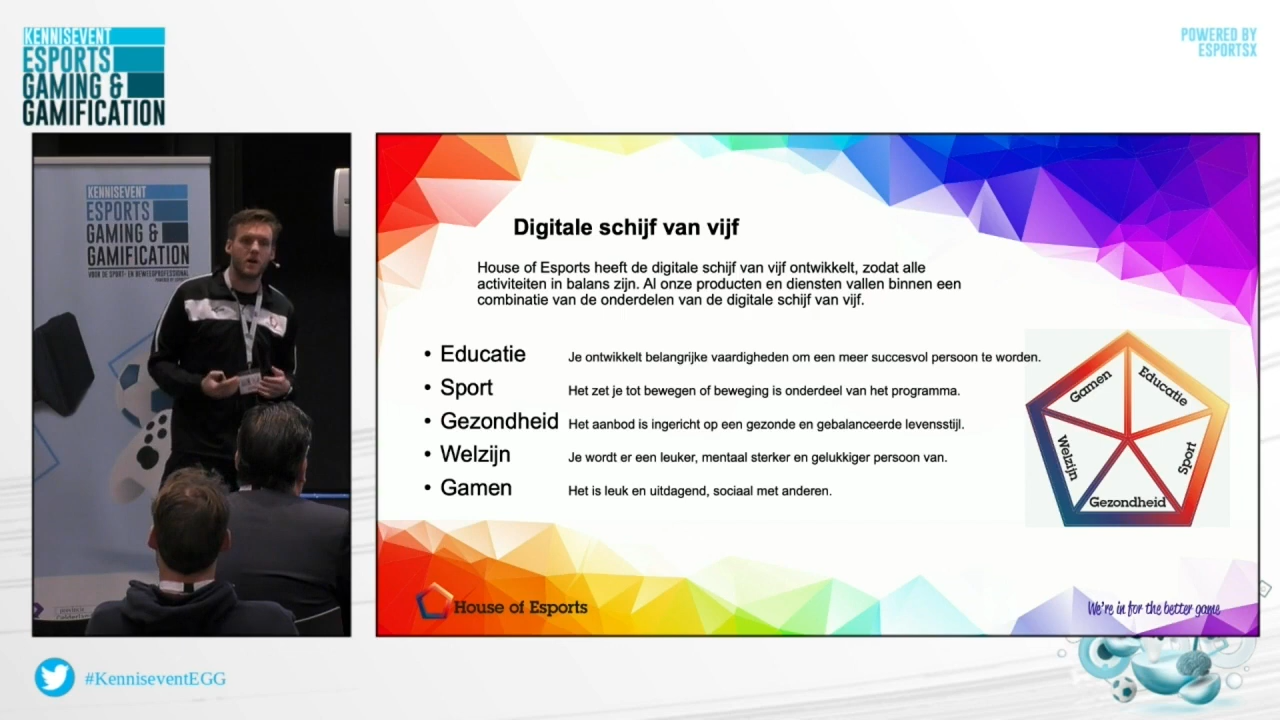 KENNISEVENT
ESPORTS
GAMING &
GAMIFICATION
POWERED BY
ESPORTSX
KENNISEVENT
ESPORTS
GAMING &
GAMIFICATION
VOOR DE SPORT- EN BEWEEGPROFESSIONAL
Digitale schijf van vijf
House of Esports heeft de digitale schijf van vijf ontwikkelt, zodat alle
activiteiten in balans zijn. Al onze producten en diensten vallen binnen een
combinatie van de onderdelen van de digitale schijf van vijf.
• Educatie Je ontwikkelt belangrijke vaardigheden om een meer succesvol persoon te worden.
• Sport Het zet je tot bewegen of beweging is onderdeel van het programma.
• Gezondheid Het aanbod is ingericht op een gezonde en gebalanceerde levensstijl.
• Welzijn Je wordt er een leuker, mentaal sterker en gelukkiger persoon van.
• Gamen Het is leuk en uitdagend, sociaal met anderen.
Gamen
Educatie
Welzijn
Sport
Gezondheid
House of Esports
We're in for the better game
#KenniseventEGG